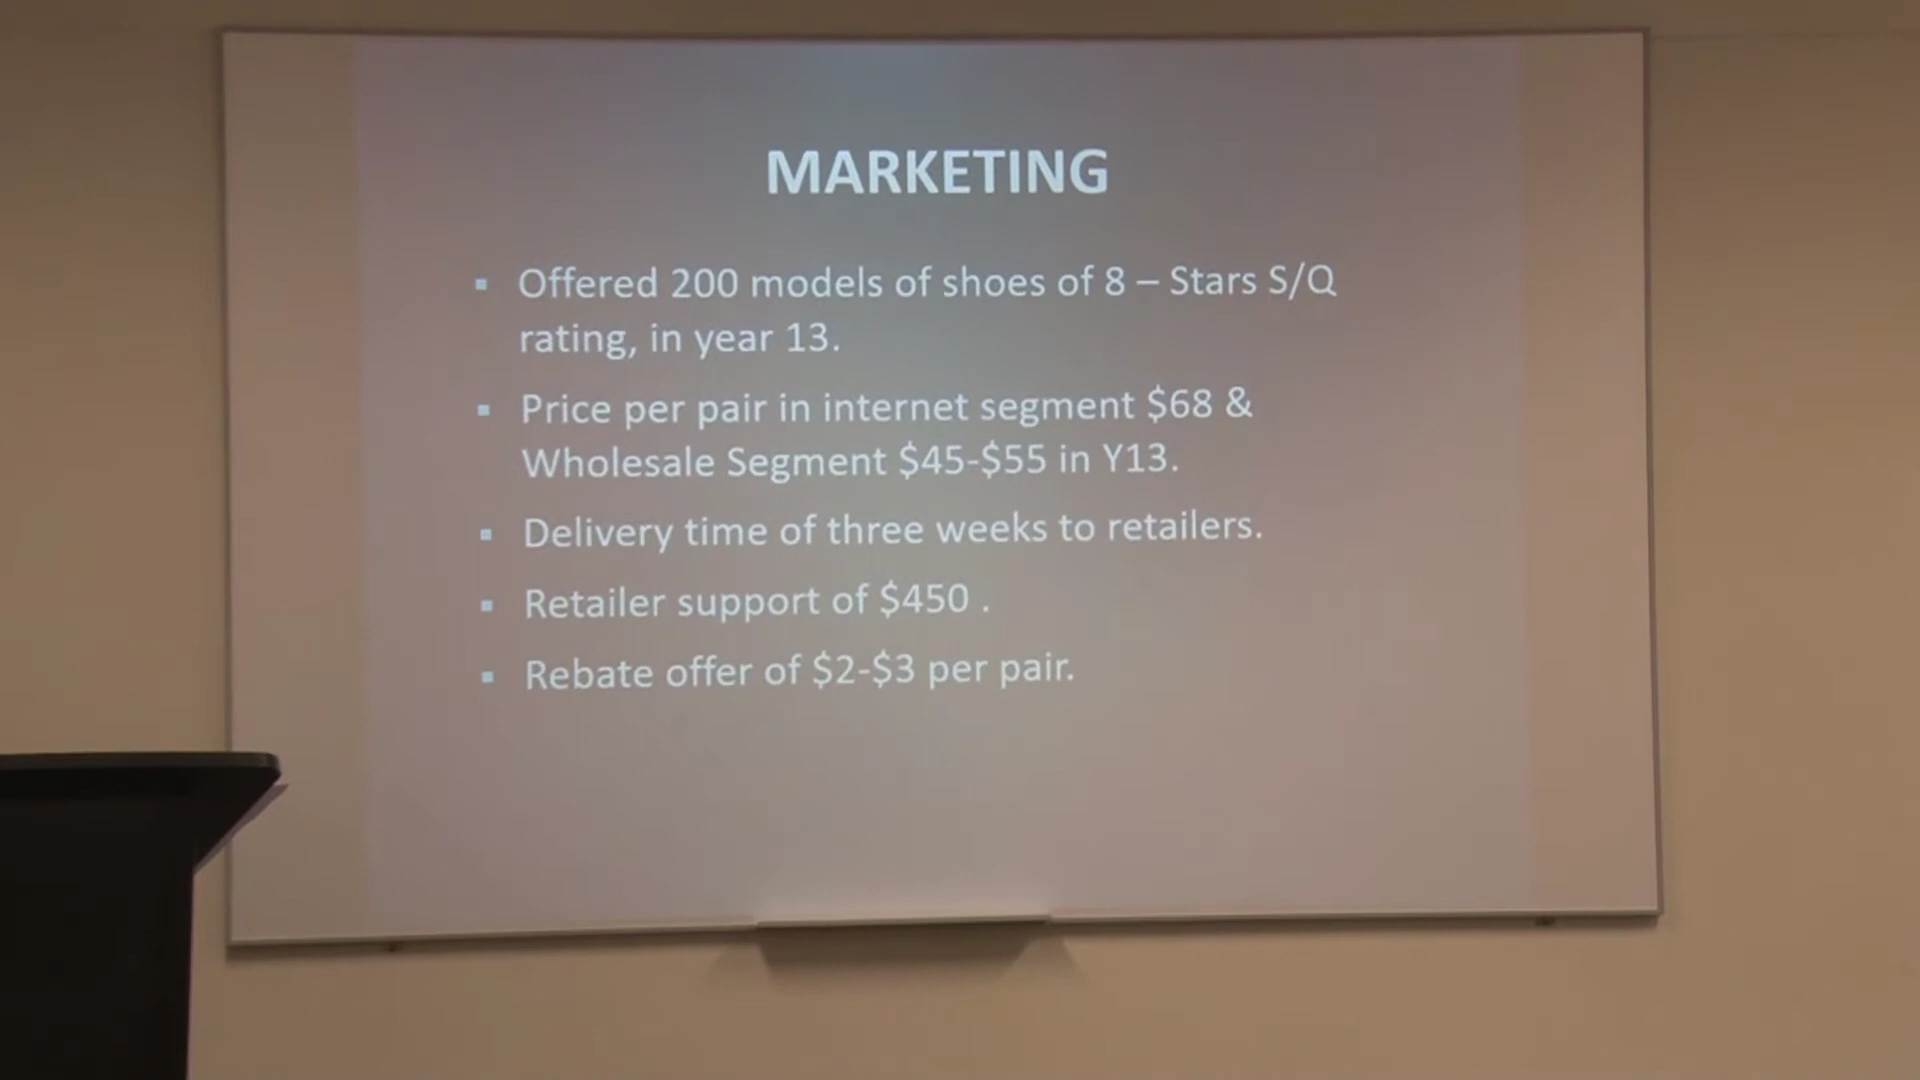 MARKETING
▪ Offered 200 models of shoes of 8 – Stars S/Q
rating, in year 13.
▪ Price per pair in internet segment $68 &
Wholesale Segment $45-$55 in Y13.
▪ Delivery time of three weeks to retailers.
▪ Retailer support of $450 .
▪ Rebate offer of $2-$3 per pair.